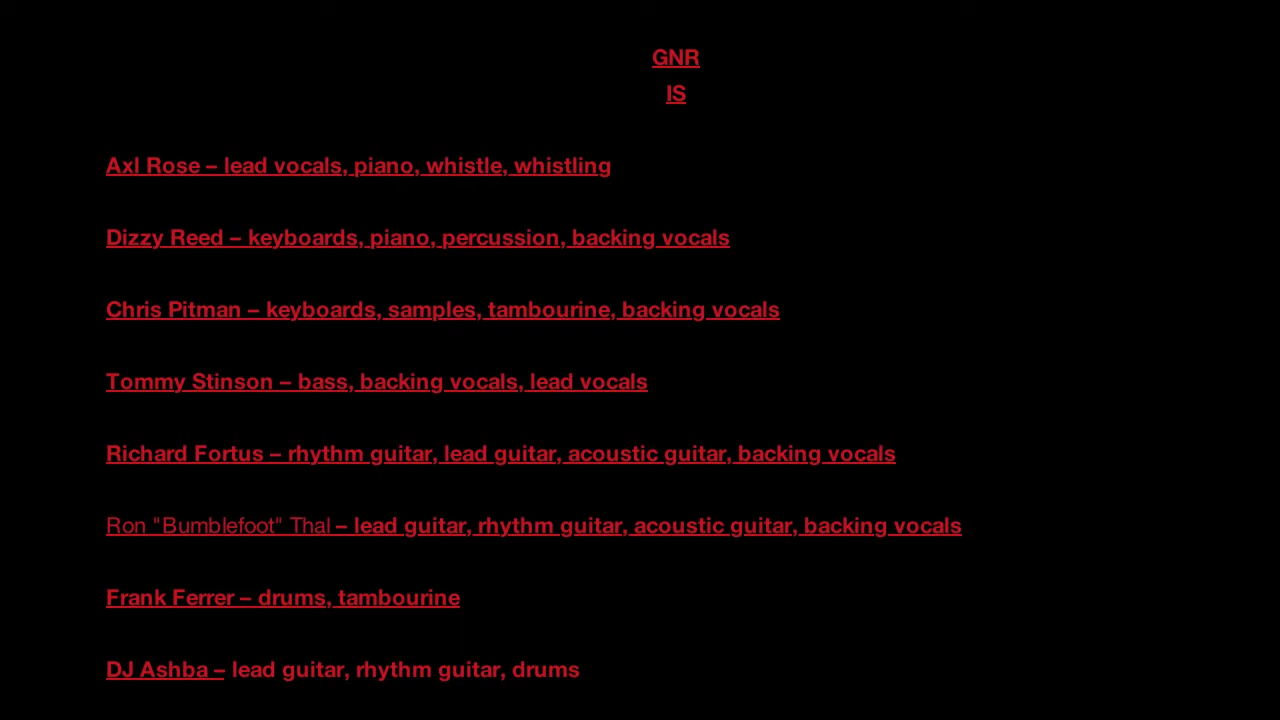 GNR
IS
Axl Rose – lead vocals, piano, whistle, whistling
Dizzy Reed – keyboards, piano, percussion, backing vocals
Chris Pitman – keyboards, samples, tambourine, backing vocals
Tommy Stinson – bass, backing vocals, lead vocals
Richard Fortus – rhythm guitar, lead guitar, acoustic guitar, backing vocals
Ron "Bumblefoot" Thal – lead guitar, rhythm guitar, acoustic guitar, backing vocals
Frank Ferrer – drums, tambourine
DJ Ashba – lead guitar, rhythm guitar, drums